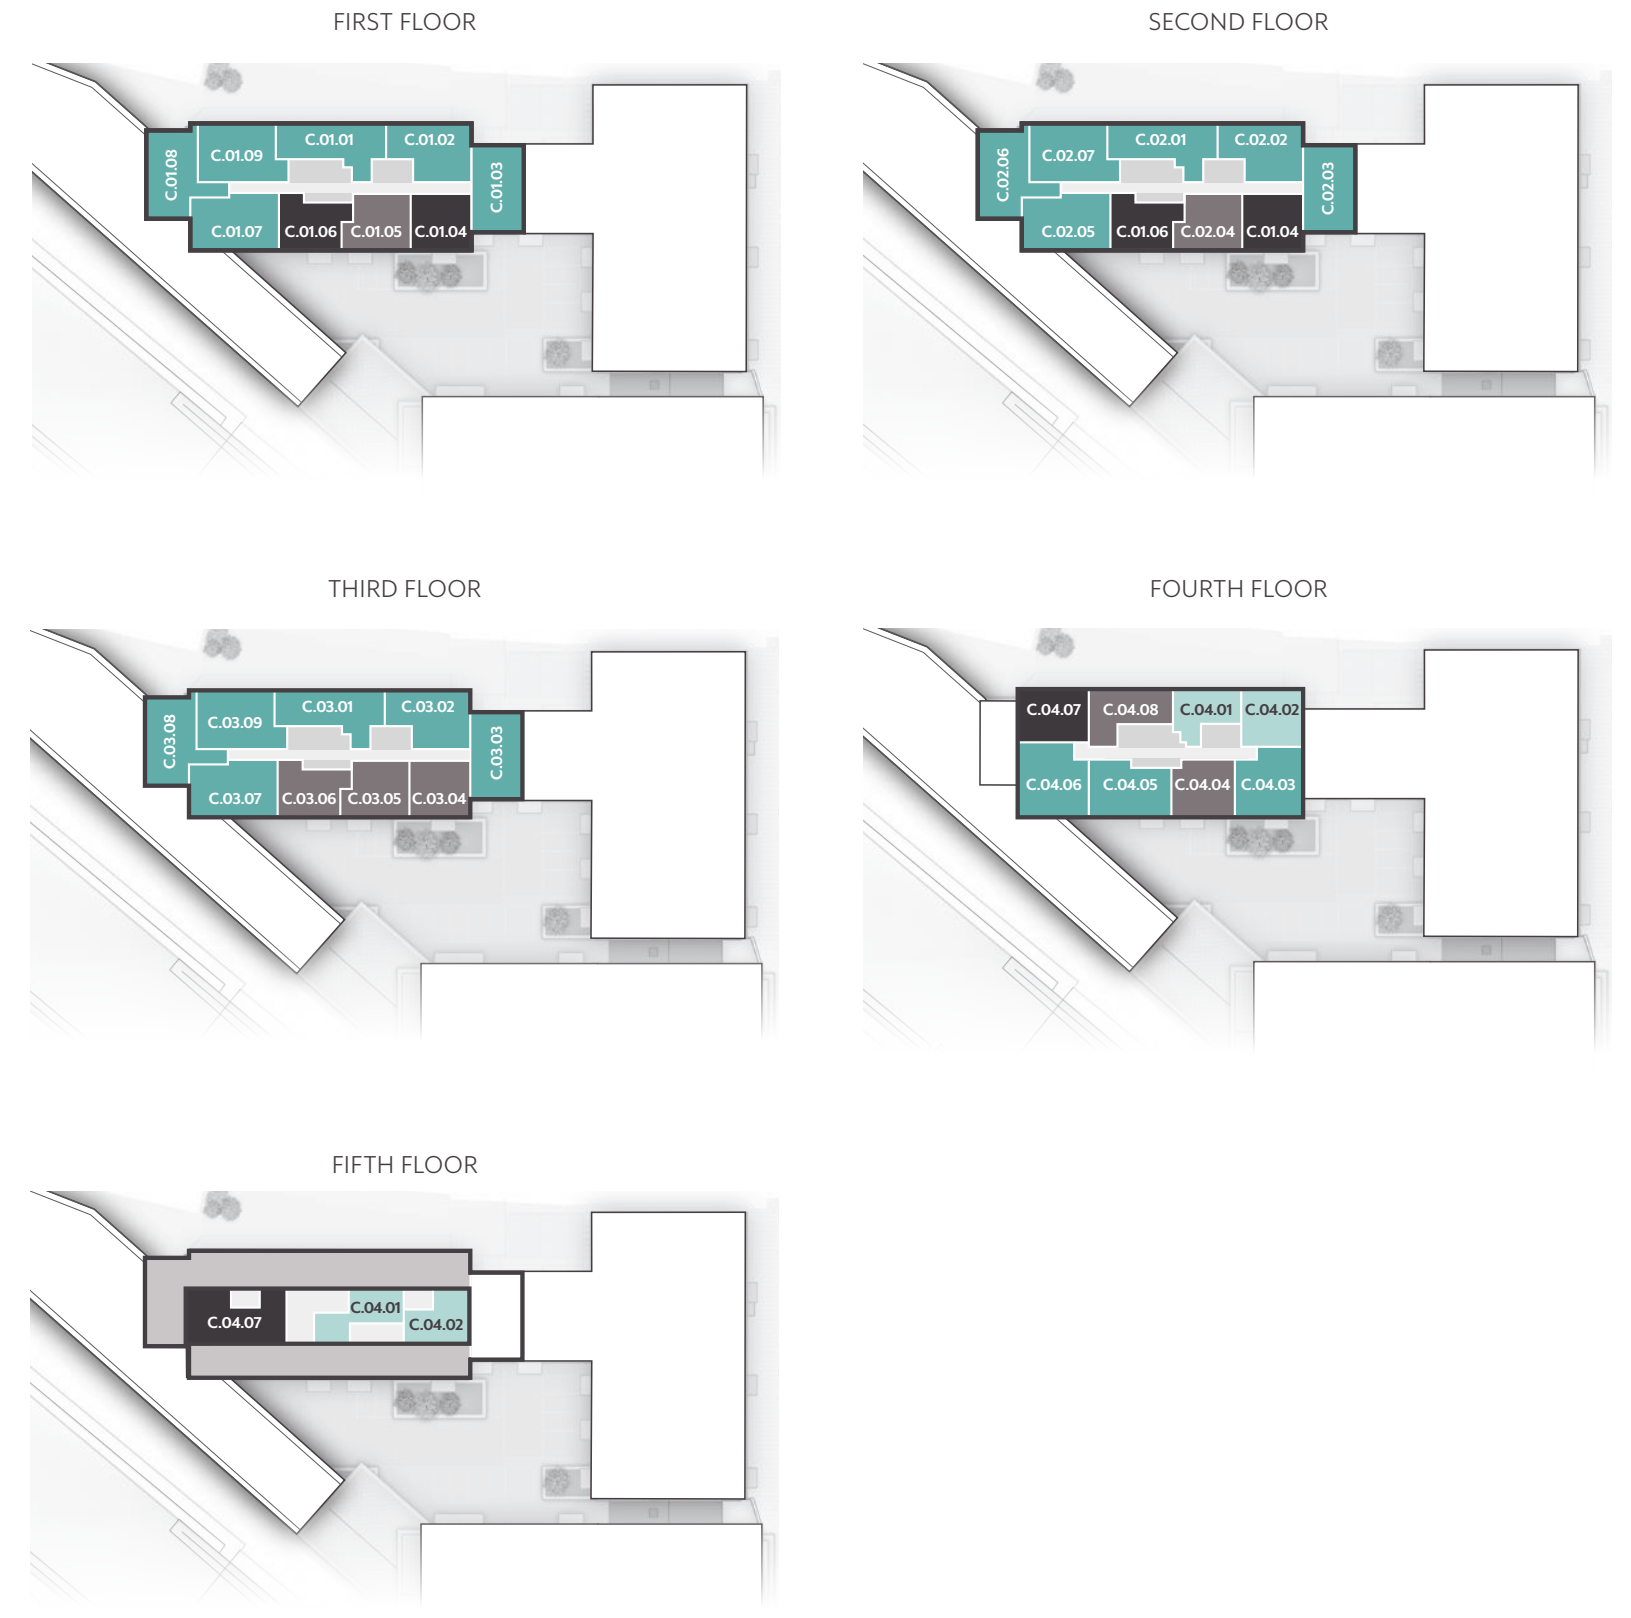 FIRST FLOOR
C.01.01
C.01.02
C.01.09
C.01.08
C.01.03
C.01.07
C.01.06
C.01.05
C.01.04
SECOND FLOOR
C.02.01
C.02.02
C.02.07
C.02.06
C.02.03
C.02.05
C.01.06
C.02.04
C.01.04
THIRD FLOOR
C.03.01
C.03.02
C.03.09
C.03.08
C.03.03
C.03.07
C.03.06
C.03.05
C.03.04
FOURTH FLOOR
C.04.07
C.04.08
C.04.01
C.04.02
C.04.06
C.04.05
C.04.04
C.04.03
FIFTH FLOOR
C.04.01
C.04.07
C.04.02